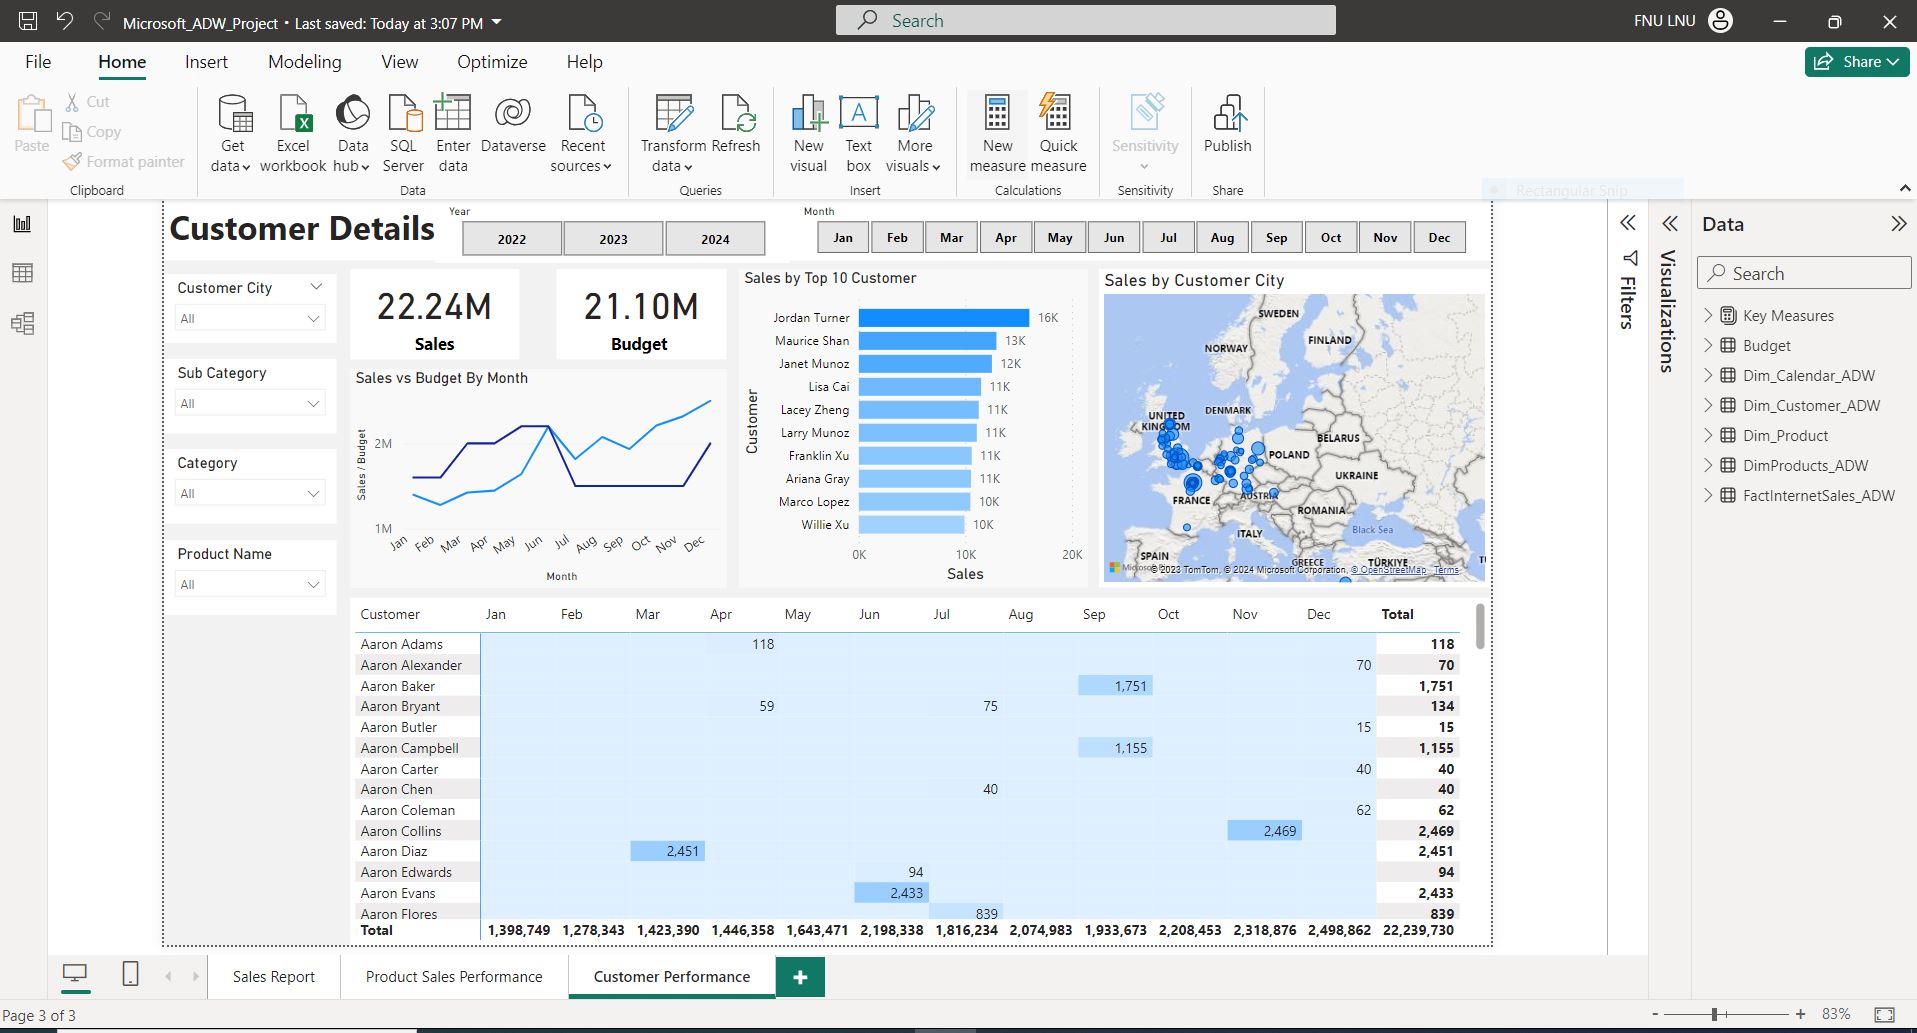 Microsoft_ADW_Project • Last saved: Today at 3:07 PM
Search
FNU LNU
File Home Insert Modeling View Optimize Help
Share
Paste
Cut
Copy
Format painter
Clipboard
Get data
Excel workbook
Data hub
SQL Server
Enter data
Dataverse
Recent sources
Data
Transform data
Refresh
Queries
New visual
Text box
More visuals
Insert
New measure
Quick measure
Calculations
Sensitivity
Sensitivity
Publish
Share
Rectangular Snip
Customer Details
Year
2022 2023 2024
Month
Jan Feb Mar Apr May Jun Jul Aug Sep Oct Nov Dec
Customer City
All
Sub Category
All
Category
All
Product Name
All
22.24M
Sales
21.10M
Budget
Sales vs Budget By Month
Sales / Budget
2M
1M
Jan Feb Mar Apr May Jun Jul Aug Sep Oct Nov Dec
Month
Sales by Top 10 Customer
Customer
Jordan Turner 16K
Maurice Shan 13K
Janet Munoz 12K
Lisa Cai 11K
Lacey Zheng 11K
Larry Munoz 11K
Franklin Xu 11K
Ariana Gray 11K
Marco Lopez 10K
Willie Xu 10K
0K 10K 20K
Sales
Sales by Customer City
SWEDEN
FINLAND
NORWAY
UNITED KINGDOM
DENMARK
BELARUS
POLAND
UKRAINE
FRANCE
AUSTRIA
ROMANIA
ITALY
Black Sea
SPAIN
GREECE
TÜRKİYE
© 2023 TomTom, © 2024 Microsoft Corporation, © OpenStreetMap Terms
Customer Jan Feb Mar Apr May Jun Jul Aug Sep Oct Nov Dec Total
Aaron Adams 118 118
Aaron Alexander 70 70
Aaron Baker 1,751 1,751
Aaron Bryant 59 75 134
Aaron Butler 15 15
Aaron Campbell 1,155 1,155
Aaron Carter 40 40
Aaron Chen 40 40
Aaron Coleman 62 62
Aaron Collins 2,469 2,469
Aaron Diaz 2,451 2,451
Aaron Edwards 94 94
Aaron Evans 2,433 2,433
Aaron Flores 839 839
Total 1,398,749 1,278,343 1,423,390 1,446,358 1,643,471 2,198,338 1,816,234 2,074,983 1,933,673 2,208,453 2,318,876 2,498,862 22,239,730
Filters
Visualizations
Data
Search
Key Measures
Budget
Dim_Calendar_ADW
Dim_Customer_ADW
Dim_Product
DimProducts_ADW
FactInternetSales_ADW
Sales Report
Product Sales Performance
Customer Performance
Page 3 of 3
- + 83%